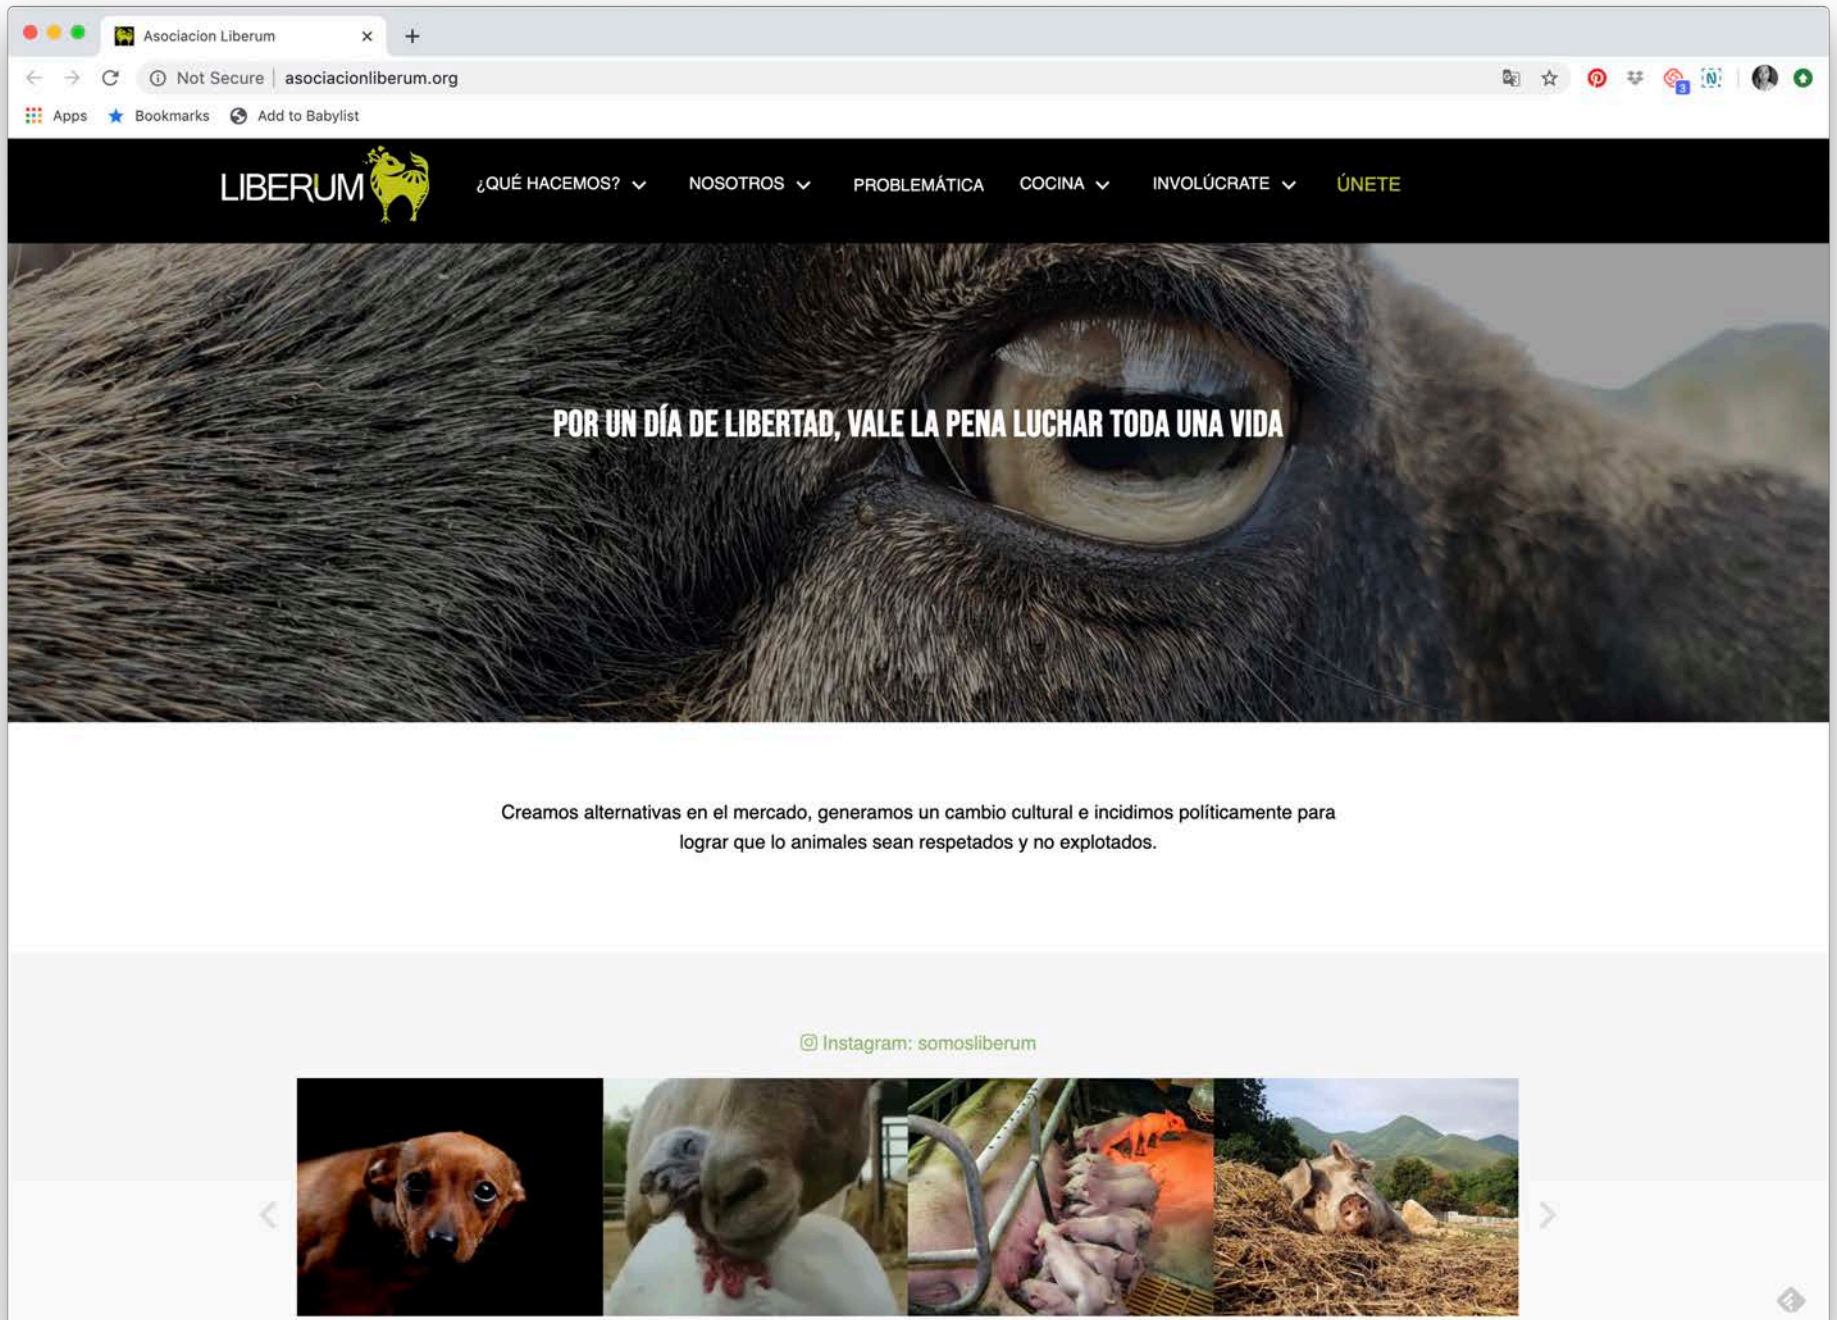 Asociacion Liberum
Not Secure asociacionliberum.org
3
Apps Bookmarks Add to Babylist
LIBERUM ¿QUÉ HACEMOS? NOSOTROS PROBLEMÁTICA COCINA INVOLÚCRATE ÚNETE
POR UN DÍA DE LIBERTAD, VALE LA PENA LUCHAR TODA UNA VIDA
Creamos alternativas en el mercado, generamos un cambio cultural e incidimos políticamente para
lograr que lo animales sean respetados y no explotados.
Instagram: somosliberum